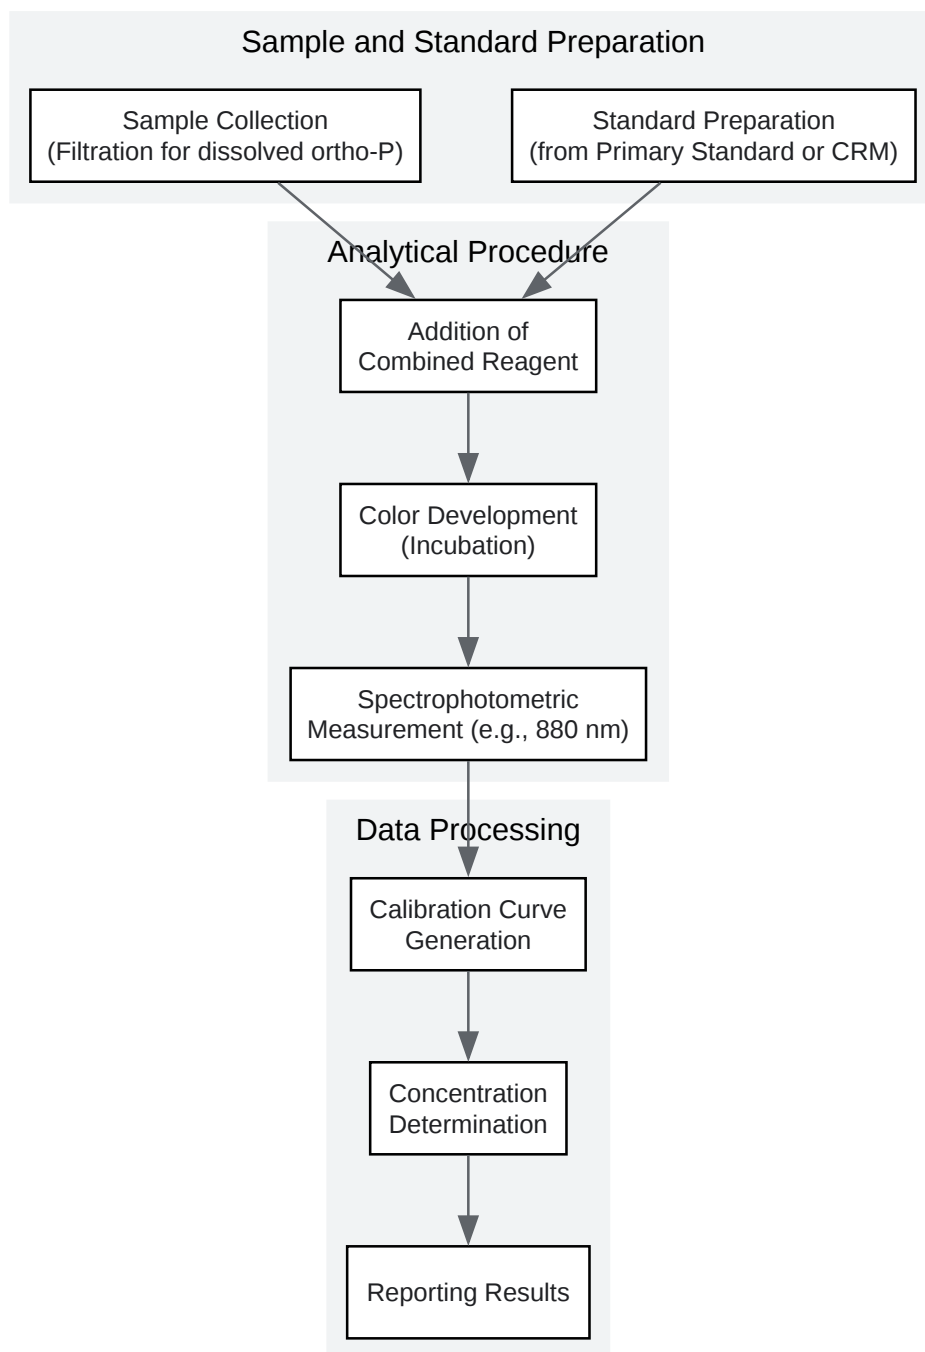 Sample and Standard Preparation
Sample Collection
(Filtration for dissolved ortho-P)
Standard Preparation
(from Primary Standard or CRM)
Analytical Procedure
Addition of
Combined Reagent
Color Development
(Incubation)
Spectrophotometric
Measurement (e.g., 880 nm)
Data Processing
Calibration Curve
Generation
Concentration
Determination
Reporting Results